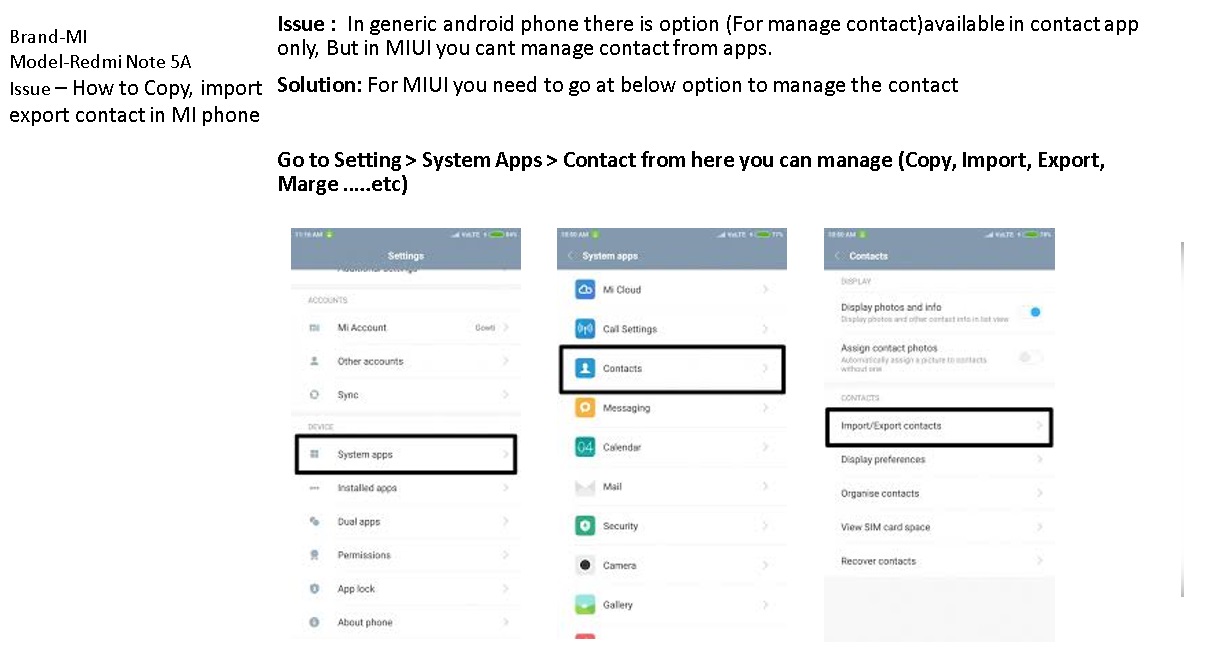 Brand-MI
Model-Redmi Note 5A
Issue – How to Copy, import
export contact in MI phone
Issue : In generic android phone there is option (For manage contact)available in contact app
only, But in MIUI you cant manage contact from apps.
Solution: For MIUI you need to go at below option to manage the contact
Go to Setting > System Apps > Contact from here you can manage (Copy, Import, Export,
Marge .....etc)
11:16 AM
VoLTE
84%
Settings
Additional settings
ACCOUNTS
Mi Account
Other accounts
Sync
DEVICE
System apps
Installed apps
Dual apps
Permissions
App lock
About phone
VoLTE
System apps
Mi Cloud
Call Settings
Contacts
Messaging
04 Calendar
Mail
Security
Camera
Gallery
VoLTE
Contacts
DISPLAY
Display photos and info
Display photos and other contact info in list view
Assign contact photos
Automatically assign a picture to contacts
without one
CONTACTS
Import/Export contacts
Display preferences
Organise contacts
View SIM card space
Recover contacts